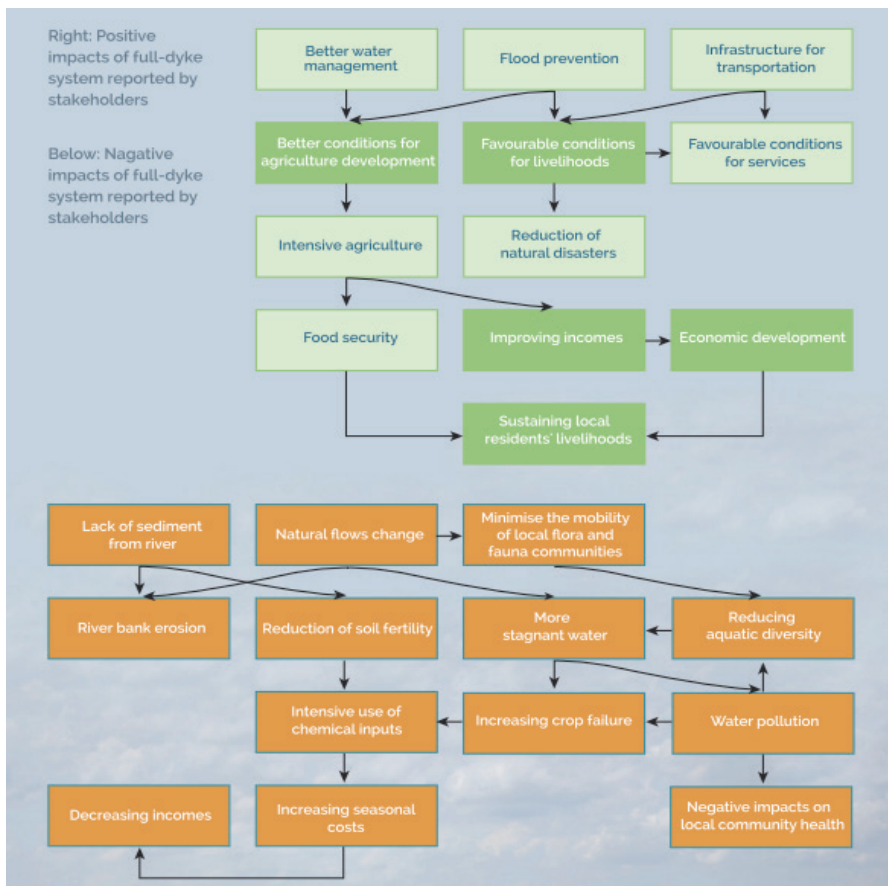 Right: Positive
impacts of full-dyke
system reported by
stakeholders
Below: Nagative
impacts of full-dyke
system reported by
stakeholders
Better water
management
Flood prevention
Infrastructure for
transportation
Better conditions for
agriculture development
Favourable conditions
for livelihoods
Favourable conditions
for services
Intensive agriculture
Reduction of
natural disasters
Food security
Improving incomes
Economic development
Sustaining local
residents' livelihoods
Lack of sediment
from river
Natural flows change
Minimise the mobility
of local flora and
fauna communities
River bank erosion
Reduction of soil fertility
More
stagnant water
Reducing
aquatic diversity
Intensive use of
chemical inputs
Increasing crop failure
Water pollution
Decreasing incomes
Increasing seasonal
costs
Negative impacts on
local community health